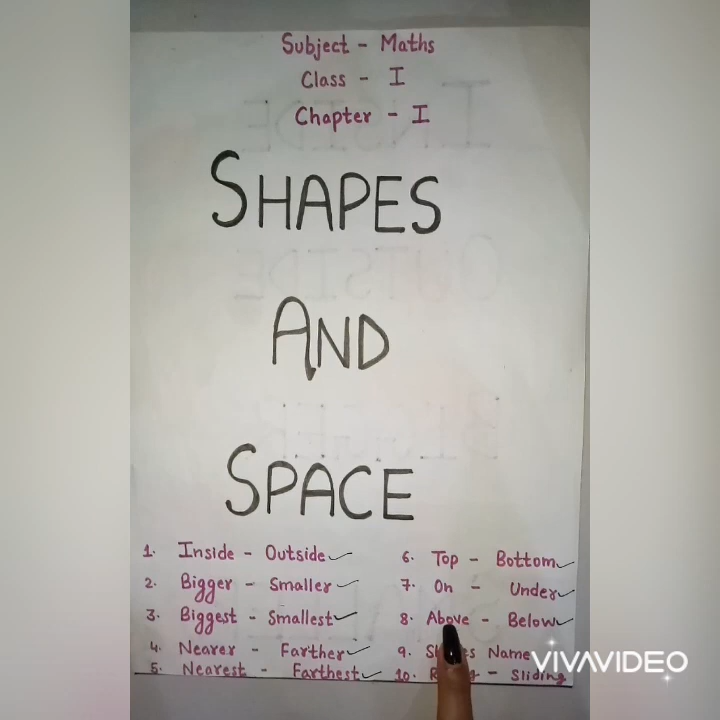 Subject - Maths
Class - I
Chapter - I
SHAPES
AND
SPACE
1. Inside - Outside
2. Bigger - Smaller
3. Biggest - Smallest
4. Nearer - Farther
5. Nearest - Farthest
6. Top - Bottom
7. On - Under
8. Above - Below
9. Name
10. - Sliding
VIVAVIDEO